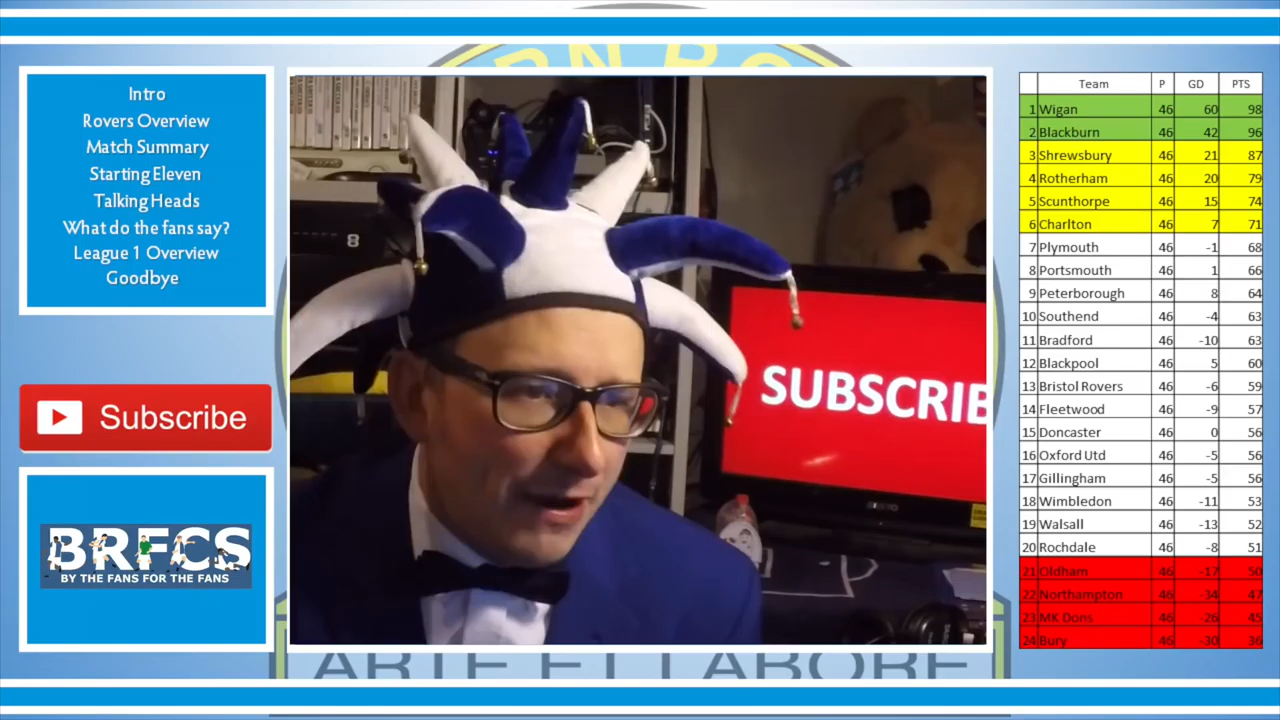 RN RO
Intro
Rovers Overview
Match Summary
Starting Eleven
Talking Heads
What do the fans say?
League 1 Overview
Goodbye
Subscribe
BRFCS
BY THE FANS FOR THE FANS
8
SUBSCRIB
ARTE ET LABORE
Team P GD PTS
1 Wigan 46 60 98
2 Blackburn 46 42 96
3 Shrewsbury 46 21 87
4 Rotherham 46 20 79
5 Scunthorpe 46 15 74
6 Charlton 46 7 71
7 Plymouth 46 -1 68
8 Portsmouth 46 1 66
9 Peterborough 46 8 64
10 Southend 46 -4 63
11 Bradford 46 -10 63
12 Blackpool 46 5 60
13 Bristol Rovers 46 -6 59
14 Fleetwood 46 -9 57
15 Doncaster 46 0 56
16 Oxford Utd 46 -5 56
17 Gillingham 46 -5 56
18 Wimbledon 46 -11 53
19 Walsall 46 -13 52
20 Rochdale 46 -8 51
21 Oldham 46 -17 50
22 Northampton 46 -34 47
23 MK Dons 46 -26 45
24 Bury 46 -30 36